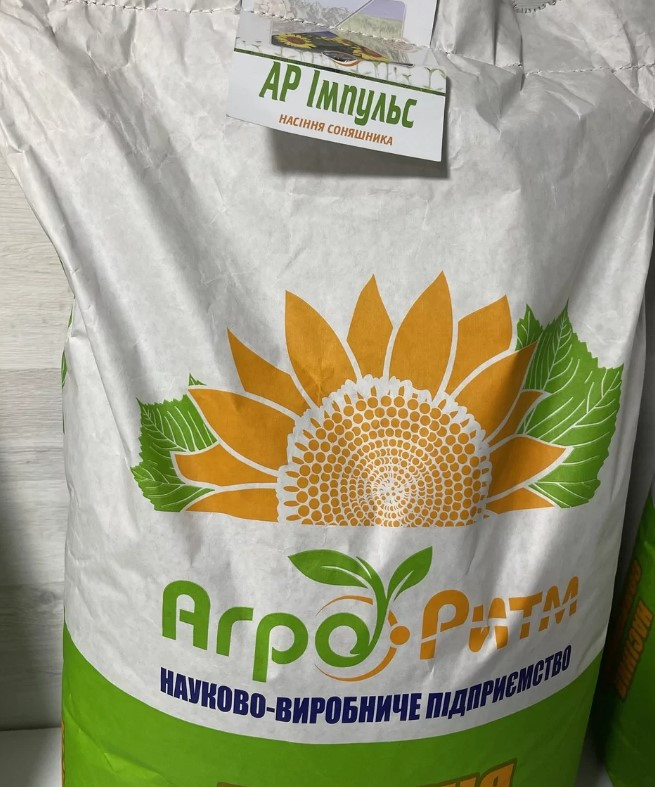 АР Імпульс
НАСІННЯ СОНЯШНИКА
Агро Ритм
НАУКОВО-ВИРОБНИЧЕ ПІДПРИЄМСТВО